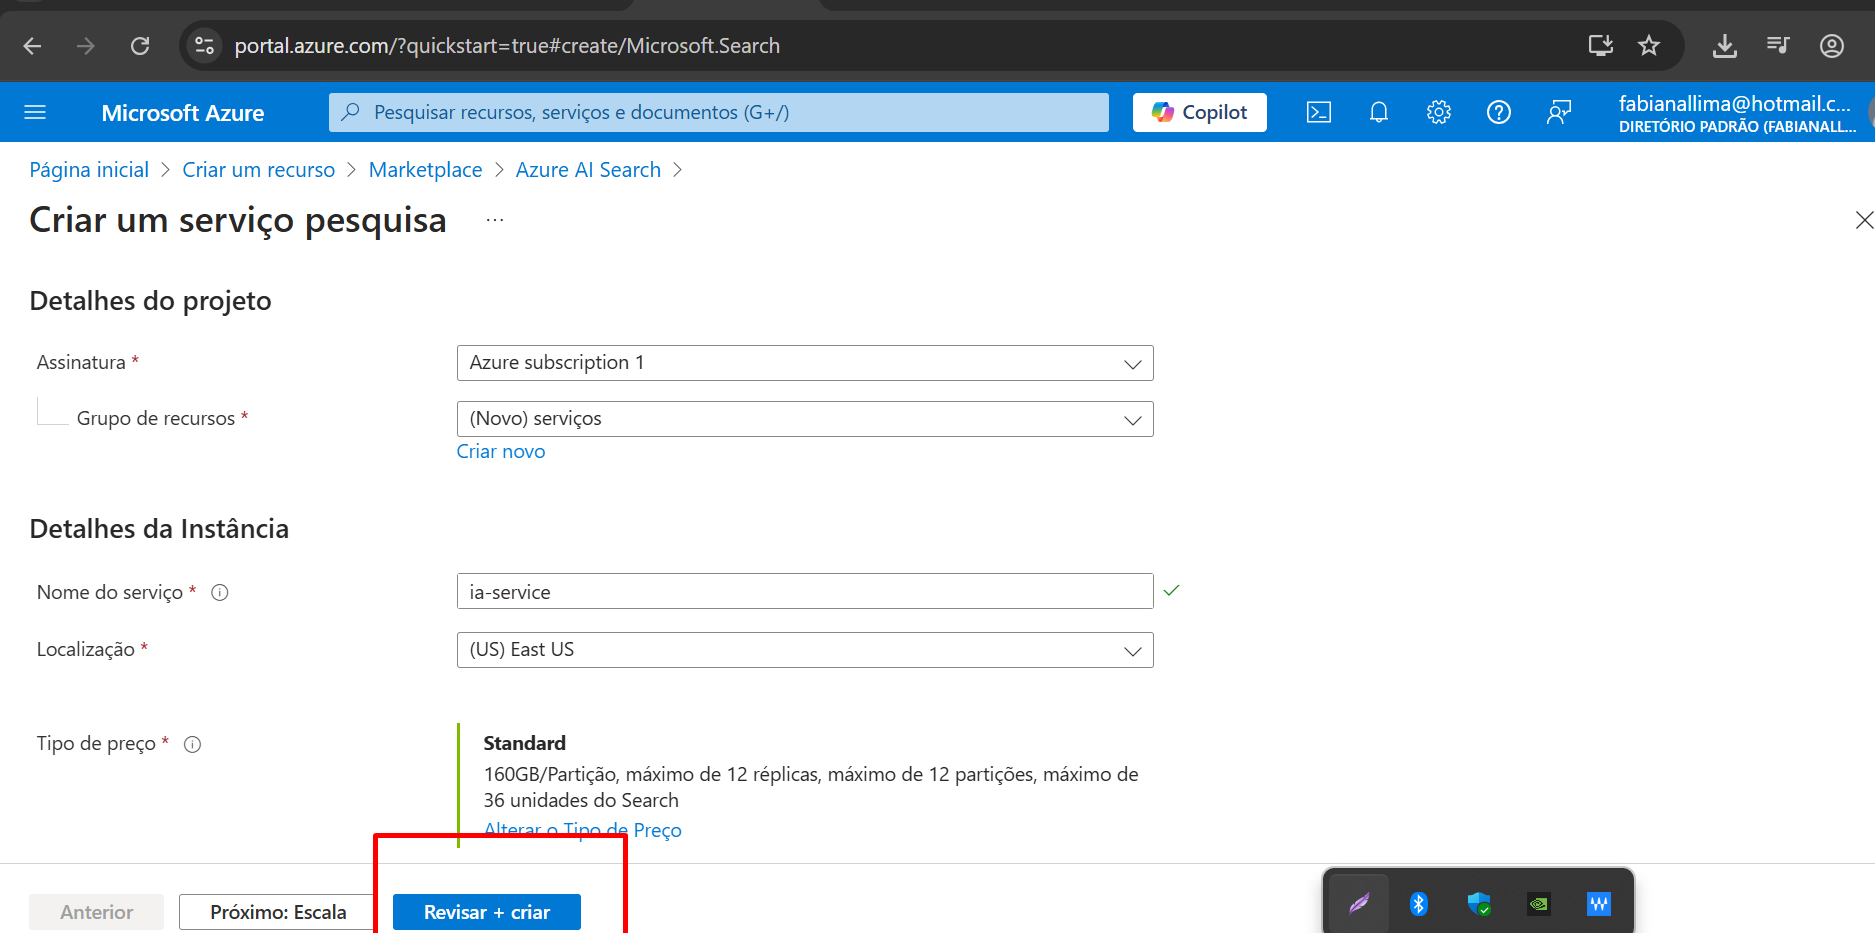 portal.azure.com/?quickstart=true#create/Microsoft.Search
Microsoft Azure
Pesquisar recursos, serviços e documentos (G+/)
Copilot
fabianallima@hotmail.c...
DIRETÓRIO PADRÃO (FABIANALL...
Página inicial > Criar um recurso > Marketplace > Azure AI Search >
Criar um serviço pesquisa ...
Detalhes do projeto
Assinatura *
Azure subscription 1
Grupo de recursos *
(Novo) serviços
Criar novo
Detalhes da Instância
Nome do serviço *
ia-service
Localização *
(US) East US
Tipo de preço *
Standard
160GB/Partição, máximo de 12 réplicas, máximo de 12 partições, máximo de
36 unidades do Search
Alterar o Tipo de Preço
Anterior
Próximo: Escala
Revisar + criar